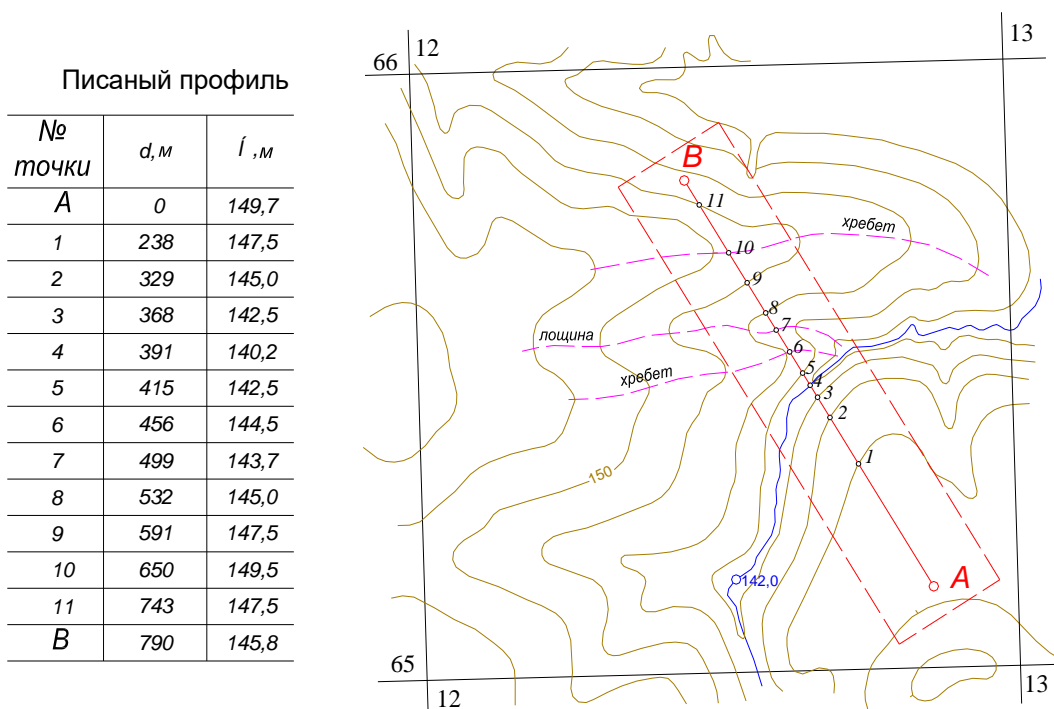 Писаный профиль
№ точки d,м Í ,м
A 0 149,7
1 238 147,5
2 329 145,0
3 368 142,5
4 391 140,2
5 415 142,5
6 456 144,5
7 499 143,7
8 532 145,0
9 591 147,5
10 650 149,5
11 743 147,5
B 790 145,8
66 12
13
B
11
10
хребет
9
8
7
лощина
6
хребет
5
4
3
2
1
150
142,0
A
65
12
13